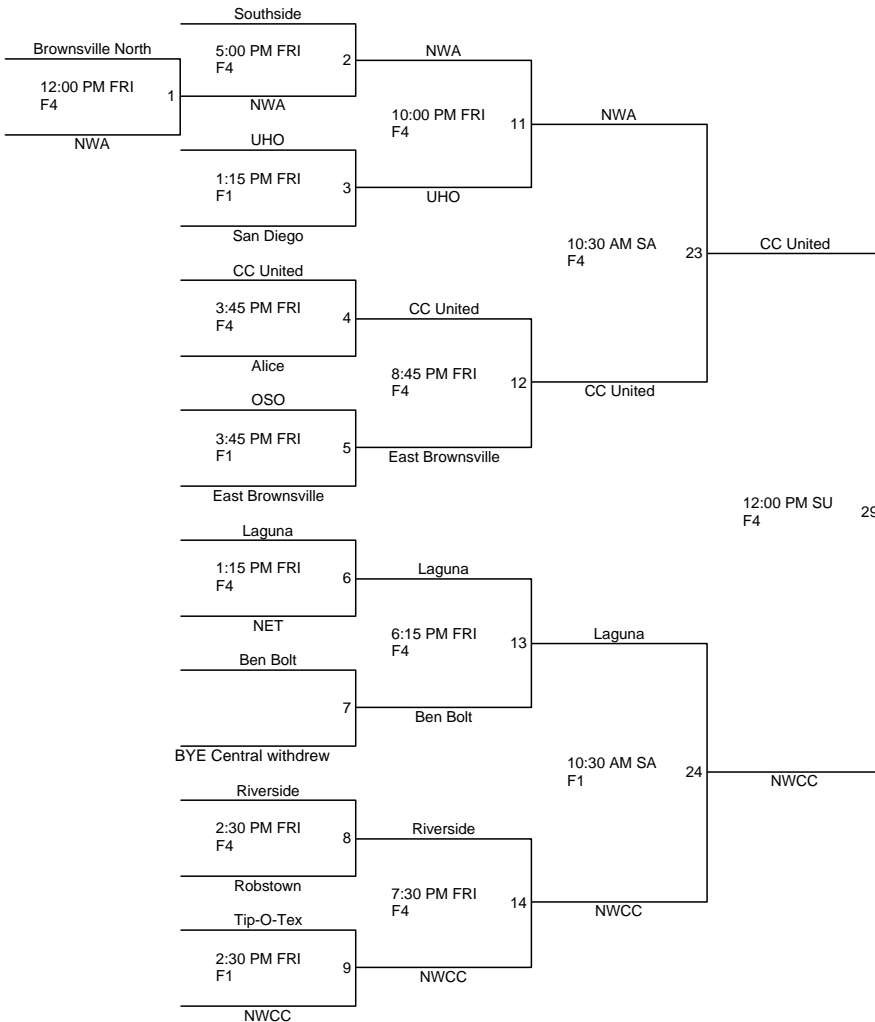 Southside
Brownsville North
5:00 PM FRI
F4
2
NWA
12:00 PM FRI
F4
1
NWA
10:00 PM FRI
F4
11
NWA
NWA
UHO
1:15 PM FRI
F1
3
UHO
San Diego
10:30 AM SA
F4
23
CC United
CC United
3:45 PM FRI
F4
4
CC United
Alice
8:45 PM FRI
F4
12
CC United
OSO
3:45 PM FRI
F1
5
East Brownsville
East Brownsville
12:00 PM SU
F4
29
Laguna
1:15 PM FRI
F4
6
Laguna
NET
6:15 PM FRI
F4
13
Laguna
Ben Bolt
7
Ben Bolt
BYE Central withdrew
10:30 AM SA
F1
24
NWCC
Riverside
2:30 PM FRI
F4
8
Riverside
Robstown
7:30 PM FRI
F4
14
NWCC
Tip-O-Tex
2:30 PM FRI
F1
9
NWCC
NWCC